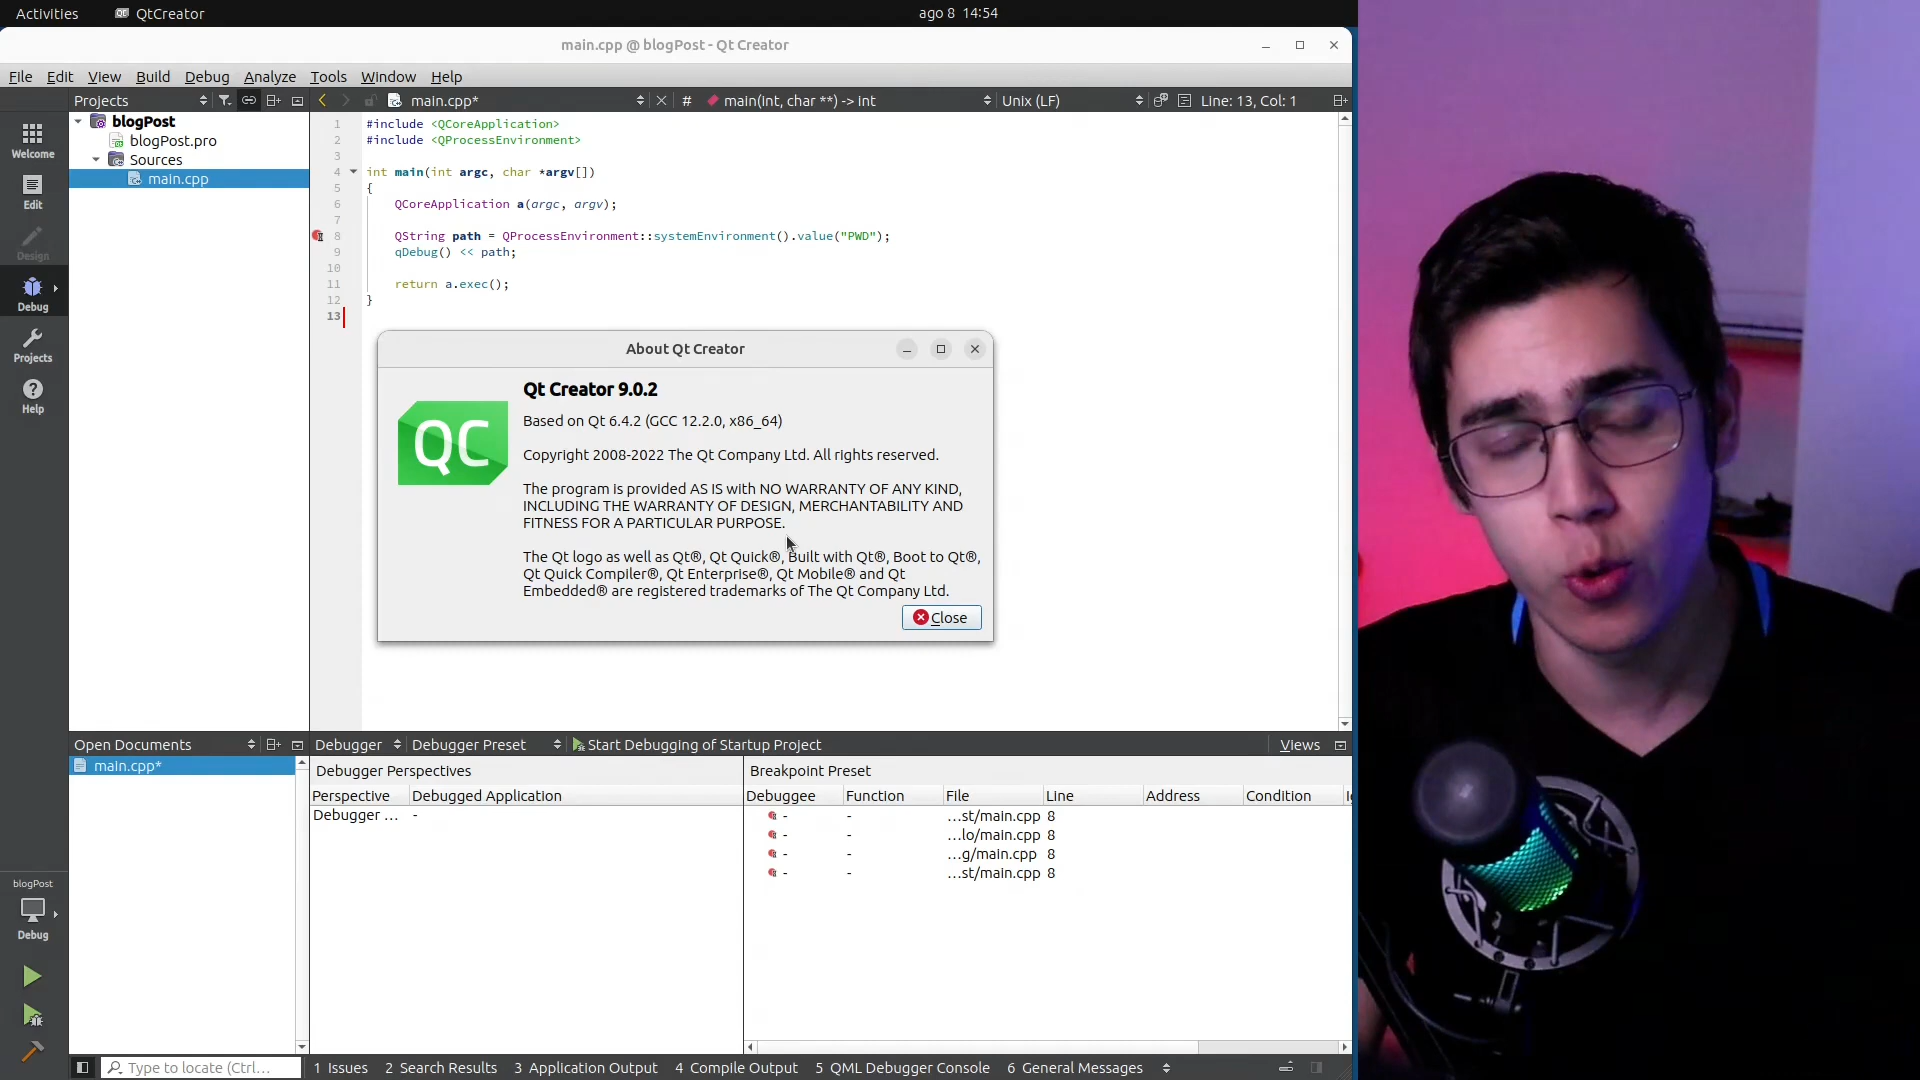 Activities QtCreator ago 8 14:54
main.cpp @ blogPost - Qt Creator
File Edit View Build Debug Analyze Tools Window Help
Projects main.cpp* # main(int, char **) -> int Unix (LF) Line: 13, Col: 1
blogPost
blogPost.pro
Sources
main.cpp
Welcome
Edit
Design
Debug
Projects
Help
1 #include <QCoreApplication>
2 #include <QProcessEnvironment>
3
4 int main(int argc, char *argv[])
5 {
6 QCoreApplication a(argc, argv);
7
8 QString path = QProcessEnvironment::systemEnvironment().value("PWD");
9 qDebug() << path;
10
11 return a.exec();
12 }
13
About Qt Creator
QC
Qt Creator 9.0.2
Based on Qt 6.4.2 (GCC 12.2.0, x86_64)
Copyright 2008-2022 The Qt Company Ltd. All rights reserved.
The program is provided AS IS with NO WARRANTY OF ANY KIND,
INCLUDING THE WARRANTY OF DESIGN, MERCHANTABILITY AND
FITNESS FOR A PARTICULAR PURPOSE.
The Qt logo as well as Qt®, Qt Quick®, Built with Qt®, Boot to Qt®,
Qt Quick Compiler®, Qt Enterprise®, Qt Mobile® and Qt
Embedded® are registered trademarks of The Qt Company Ltd.
Close
Open Documents
main.cpp*
Debugger Debugger Preset Start Debugging of Startup Project Views
Debugger Perspectives
Perspective Debugged Application
Debugger ... -
Breakpoint Preset
Debuggee Function File Line Address Condition
- - ...st/main.cpp 8
- - ...lo/main.cpp 8
- - ...g/main.cpp 8
- - ...st/main.cpp 8
blogPost
Debug
Type to locate (Ctrl... 1 Issues 2 Search Results 3 Application Output 4 Compile Output 5 QML Debugger Console 6 General Messages